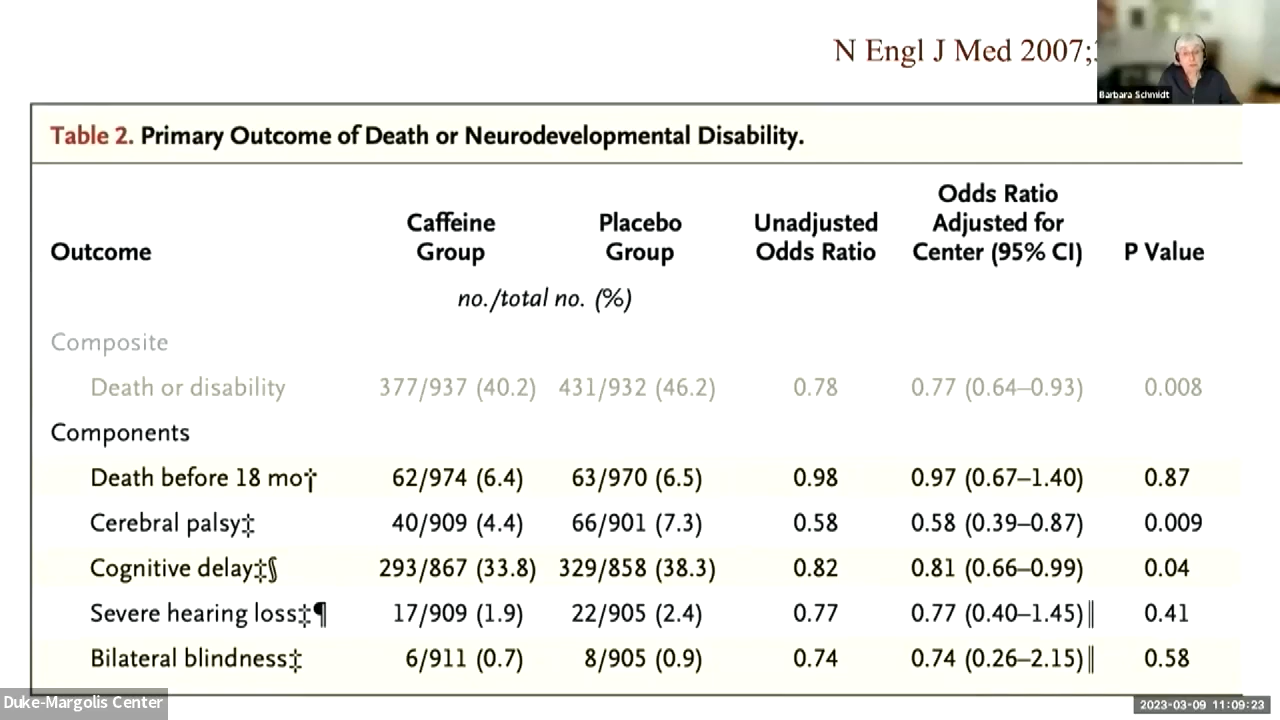 N Engl J Med 2007;
Barbara Schmidt
Table 2. Primary Outcome of Death or Neurodevelopmental Disability.
Outcome Caffeine Group Placebo Group Unadjusted Odds Ratio Odds Ratio Adjusted for Center (95% CI) P Value
no./total no. (%)
Composite
Death or disability 377/937 (40.2) 431/932 (46.2) 0.78 0.77 (0.64–0.93) 0.008
Components
Death before 18 mo† 62/974 (6.4) 63/970 (6.5) 0.98 0.97 (0.67–1.40) 0.87
Cerebral palsy‡ 40/909 (4.4) 66/901 (7.3) 0.58 0.58 (0.39–0.87) 0.009
Cognitive delay‡§ 293/867 (33.8) 329/858 (38.3) 0.82 0.81 (0.66–0.99) 0.04
Severe hearing loss‡¶ 17/909 (1.9) 22/905 (2.4) 0.77 0.77 (0.40–1.45)‖ 0.41
Bilateral blindness‡ 6/911 (0.7) 8/905 (0.9) 0.74 0.74 (0.26–2.15)‖ 0.58
Duke-Margolis Center
2023-03-09 11:09:23